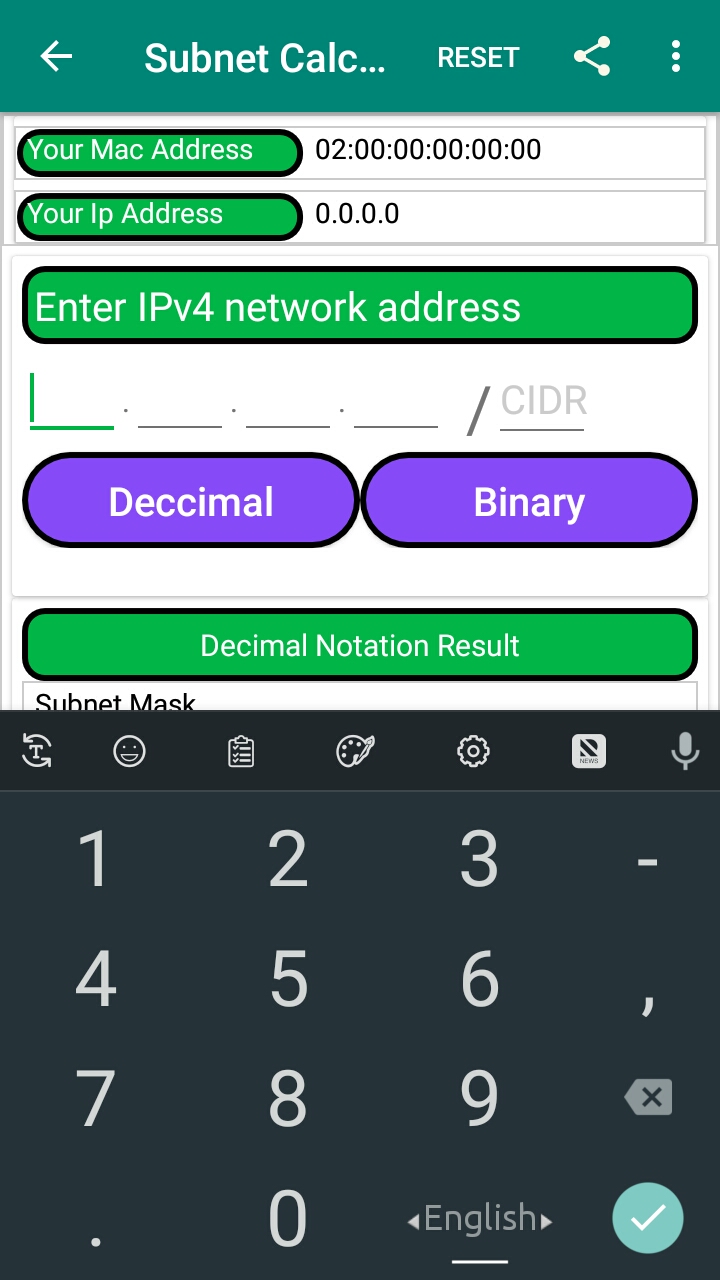 Subnet Calc... RESET
Your Mac Address 02:00:00:00:00:00
Your Ip Address 0.0.0.0
Enter IPv4 network address
. . . / CIDR
Deccimal Binary
Decimal Notation Result
Subnet Mask
NEWS
1 2 3 -
4 5 6 ,
7 8 9
. 0 English